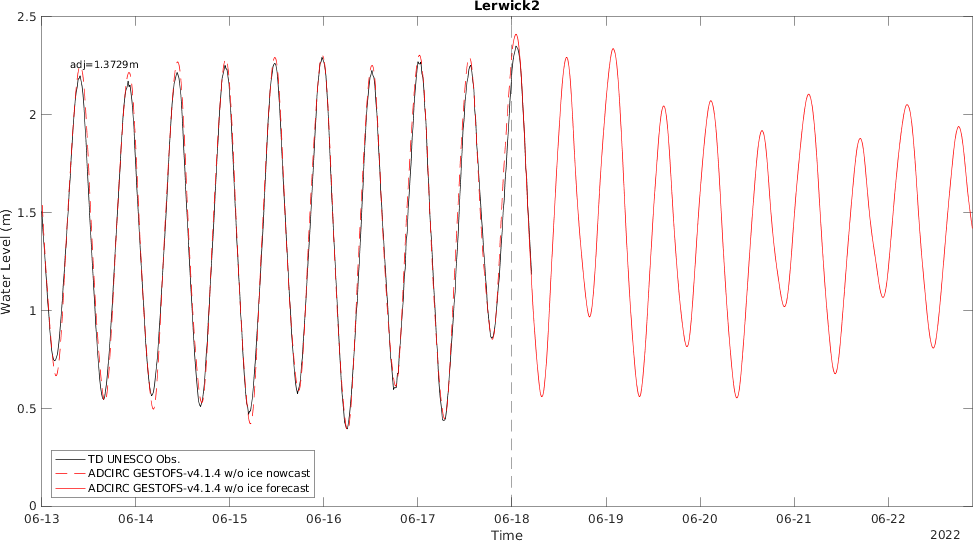 Lerwick2
2.5
2
1.5
1
0.5
0
Water Level (m)
adj=1.3729m
TD UNESCO Obs.
ADCIRC GESTOFS-v4.1.4 w/o ice nowcast
ADCIRC GESTOFS-v4.1.4 w/o ice forecast
06-13 06-14 06-15 06-16 06-17 06-18 06-19 06-20 06-21 06-22
Time
2022